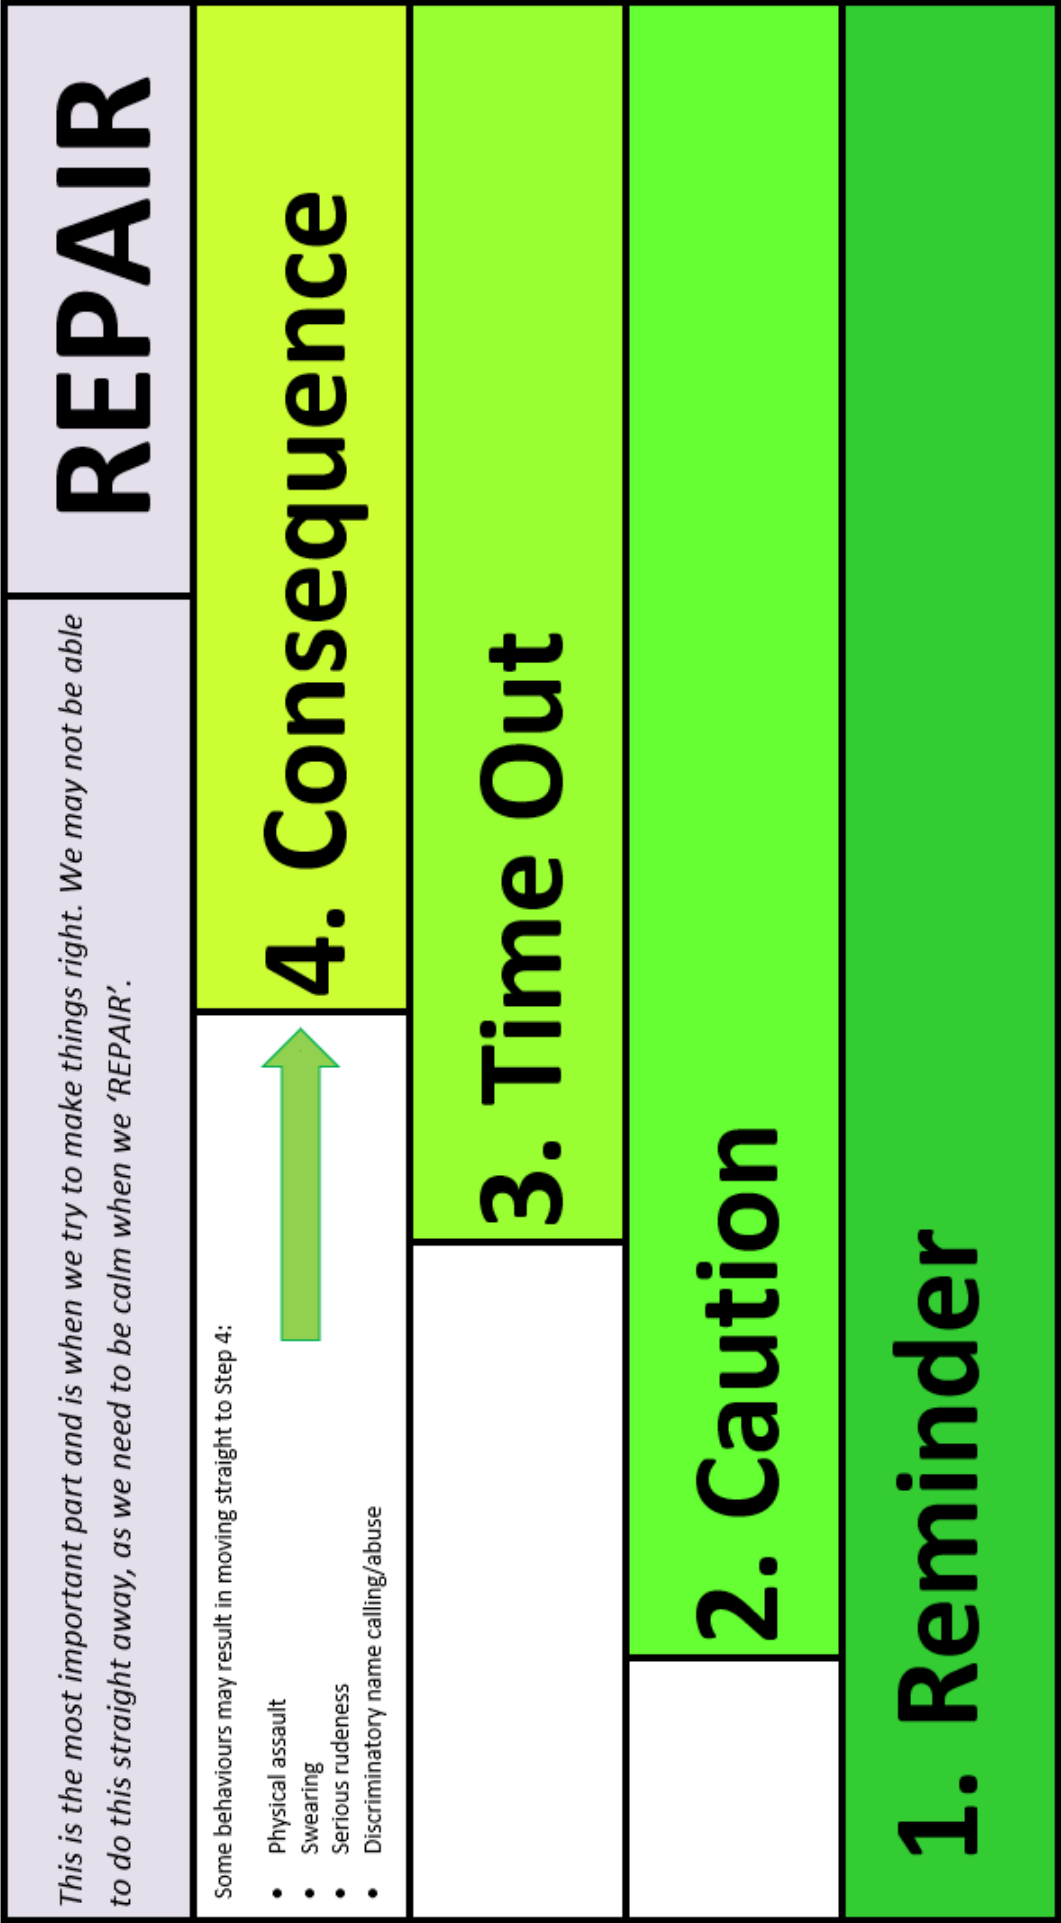 This is the most important part and is when we try to make things right. We may not be able
to do this straight away, as we need to be calm when we ‘REPAIR’.
REPAIR
Some behaviours may result in moving straight to Step 4:
• Physical assault
• Swearing
• Serious rudeness
• Discriminatory name calling/abuse
4. Consequence
3. Time Out
2. Caution
1. Reminder